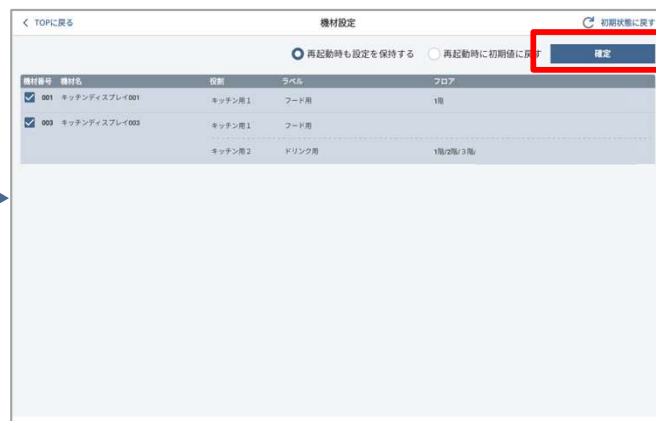 TOPに戻る 機材設定 初期状態に戻す
再起動時も設定を保持する 再起動時に初期値に戻す 確定
機材番号 機材名 役割 ラベル フロア
001 キッチンディスプレイ001 キッチン用1 フード用 1階
003 キッチンディスプレイ003 キッチン用1 フード用
キッチン用2 ドリンク用 1階/2階/3階/